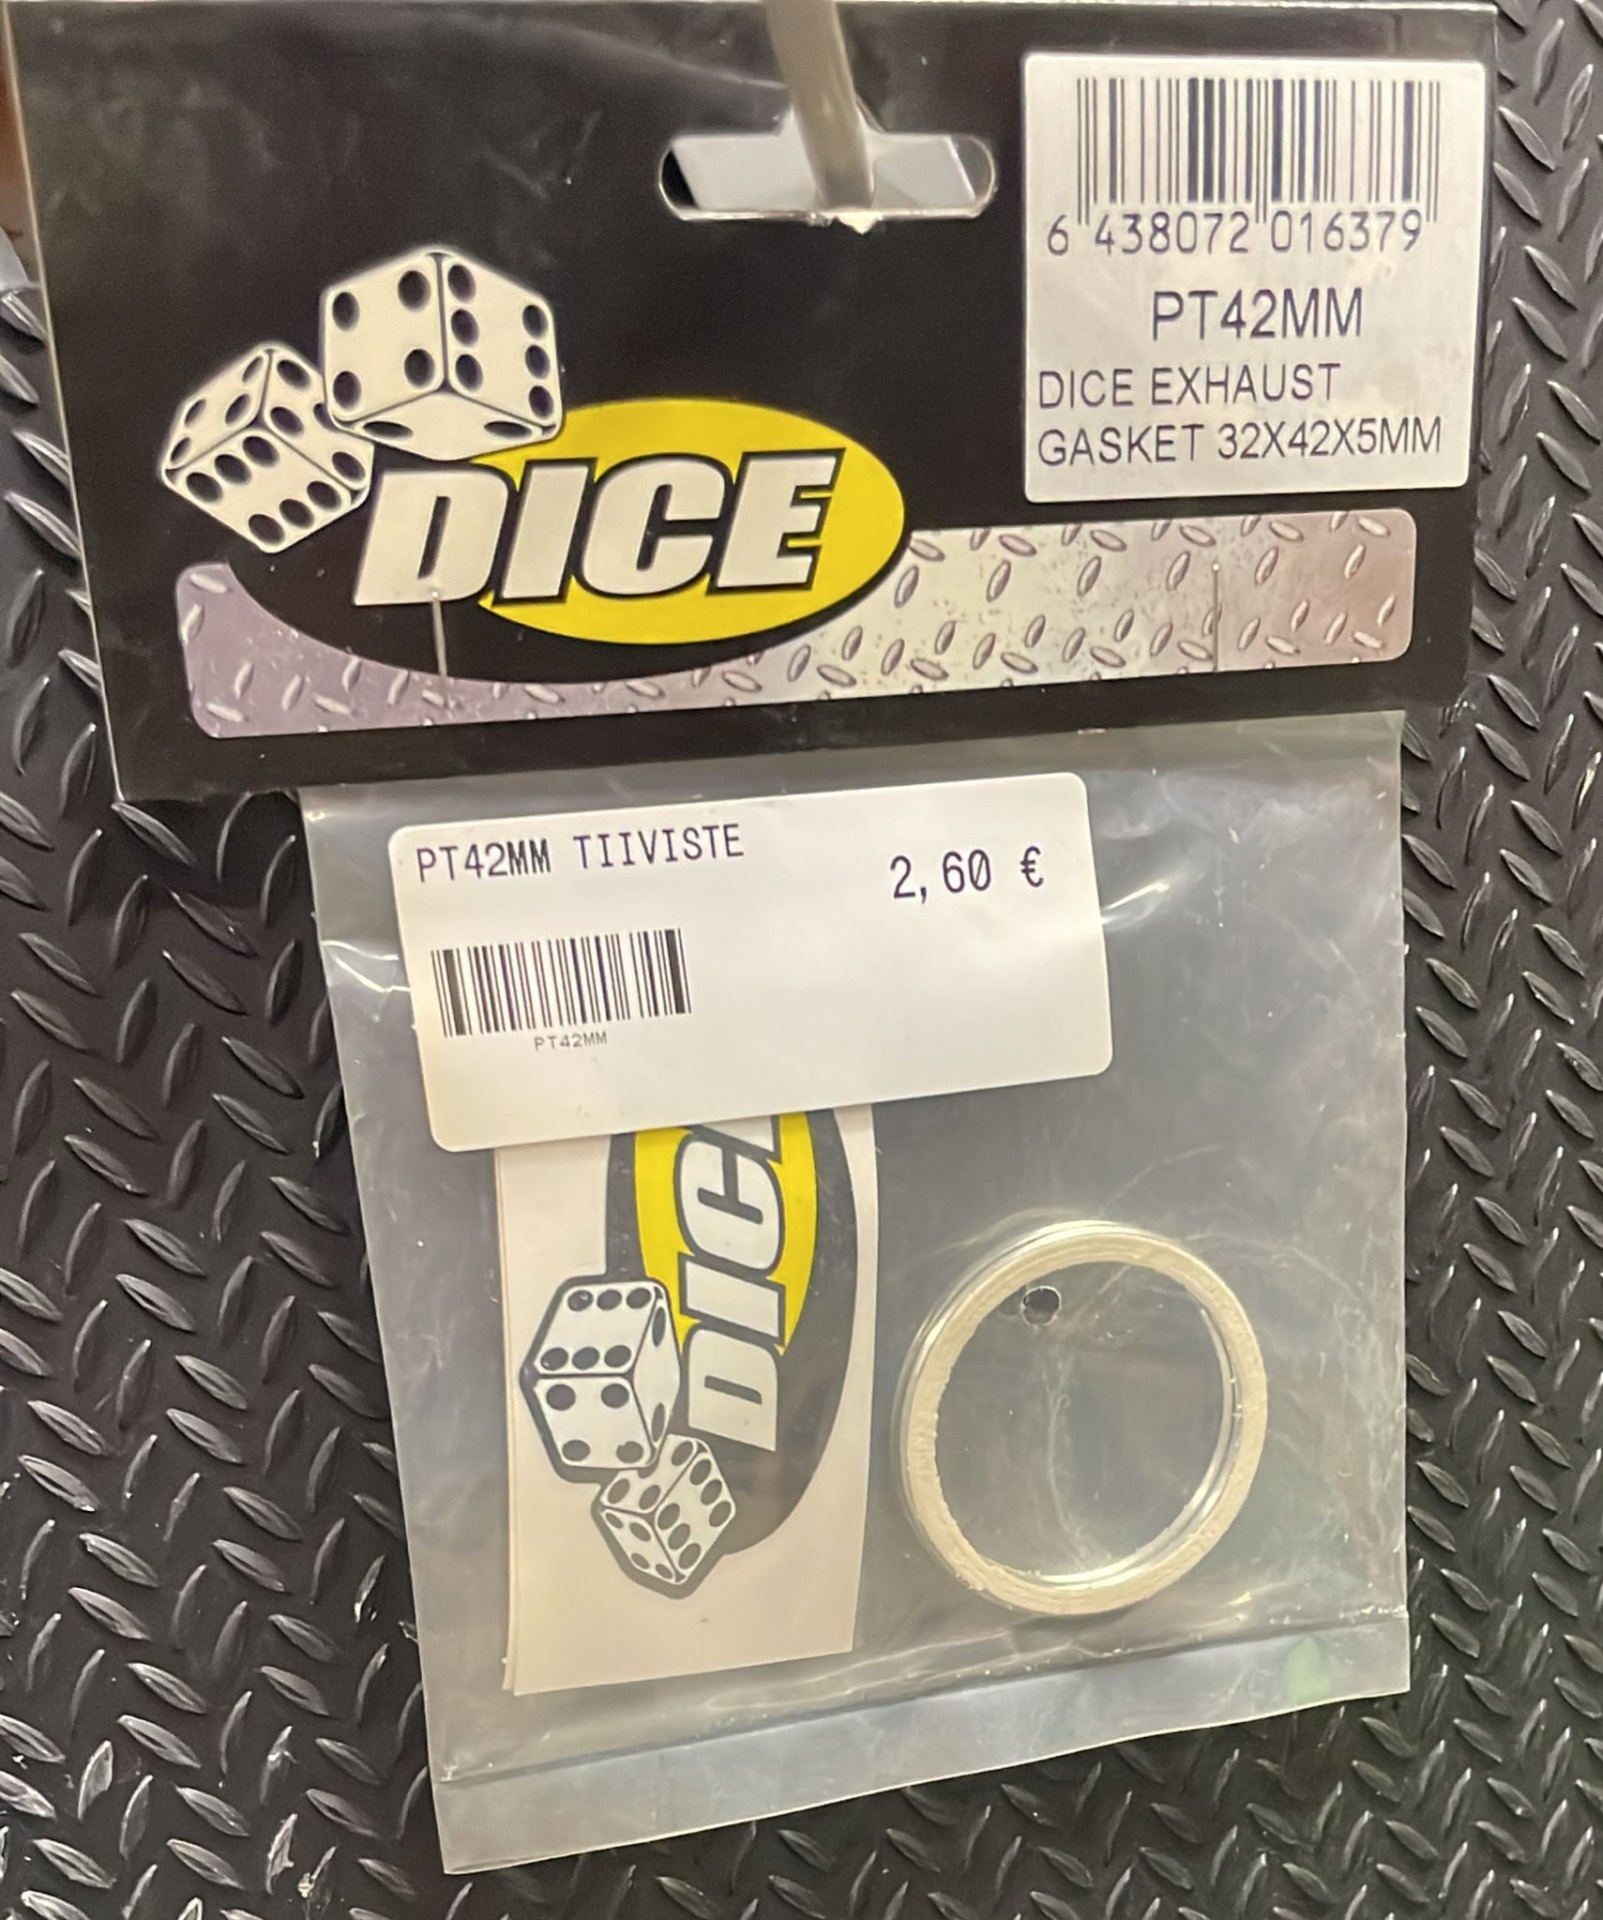 6 438072 016379
PT42MM
DICE EXHAUST
GASKET 32X42X5MM
DICE
PT42MM TIIVISTE
2,60 €
PT42MM
DICE